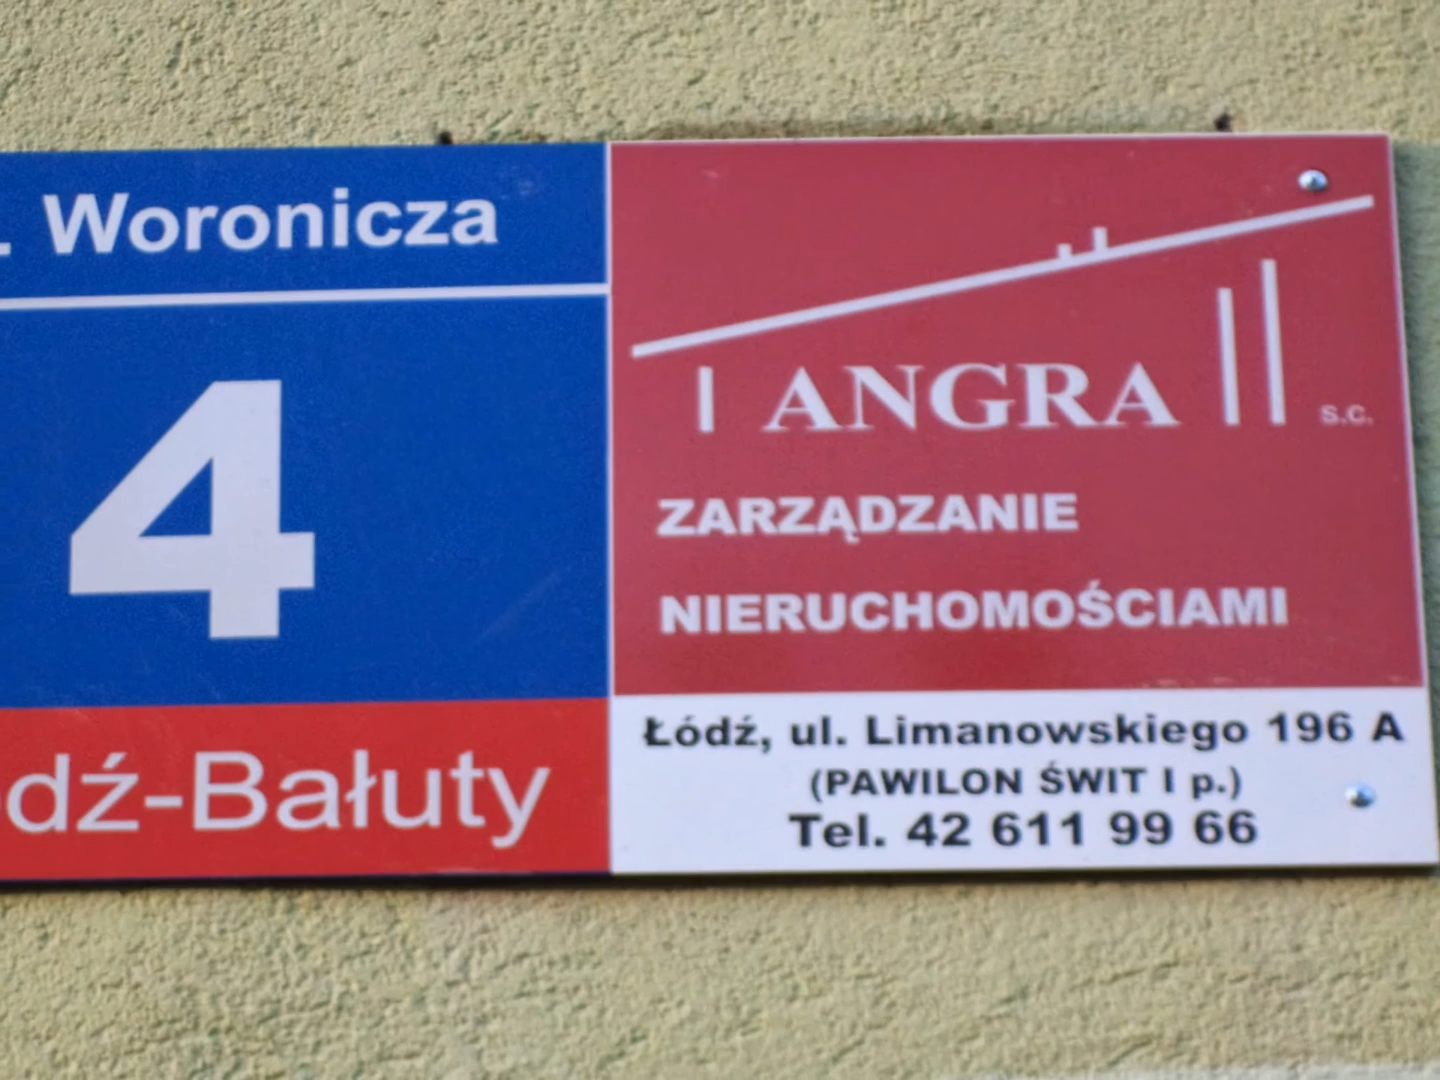 . Woronicza
4
dź-Bałuty
ANGRA s.c.
ZARZĄDZANIE
NIERUCHOMOŚCIAMI
Łódź, ul. Limanowskiego 196 A
(PAWILON ŚWIT I p.)
Tel. 42 611 99 66